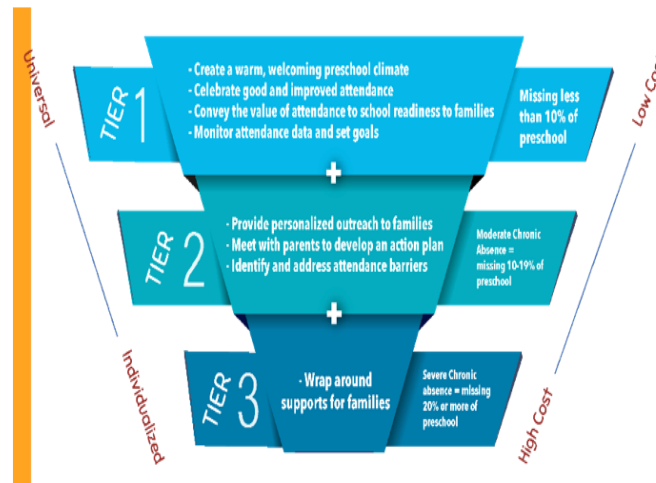 Universal
Low Cost
TIER 1
- Create a warm, welcoming preschool climate
- Celebrate good and improved attendance
- Convey the value of attendance to school readiness to families
- Monitor attendance data and set goals
Missing less
than 10% of
preschool
+
TIER 2
- Provide personalized outreach to families
- Meet with parents to develop an action plan
- Identify and address attendance barriers
Moderate Chronic
Absence =
missing 10-19% of
preschool
+
TIER 3
- Wrap around
supports for families
Severe Chronic
absence = missing
20% or more of
preschool
Individualized
High Cost